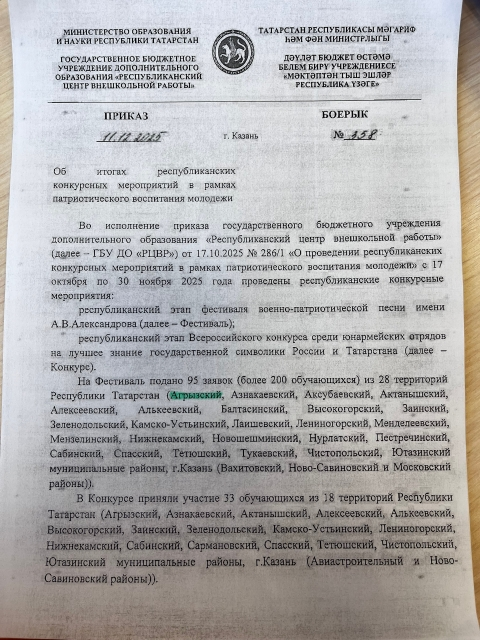 МИНИСТЕРСТВО ОБРАЗОВАНИЯ
И НАУКИ РЕСПУБЛИКИ ТАТАРСТАН
ГОСУДАРСТВЕННОЕ БЮДЖЕТНОЕ
УЧРЕЖДЕНИЕ ДОПОЛНИТЕЛЬНОГО
ОБРАЗОВАНИЯ «РЕСПУБЛИКАНСКИЙ
ЦЕНТР ВНЕШКОЛЬНОЙ РАБОТЫ»
ТАТАРСТАН РЕСПУБЛИКАСЫ МӘГАРИФ
ҺӘМ ФӘН МИНИСТРЛЫГЫ
ДӘҮЛӘТ БЮДЖЕТ ӨСТӘМӘ
БЕЛЕМ БИРҮ УЧРЕЖДЕНИЕСЕ
«МӘКТӘПТӘН ТЫШ ЭШЛӘР
РЕСПУБЛИКА ҮЗӘГЕ»
ПРИКАЗ
БОЕРЫК
11.12.2025
г. Казань
№ 358
Об итогах республиканских
конкурсных мероприятий в рамках
патриотического воспитания молодежи
Во исполнение приказа государственного бюджетного учреждения
дополнительного образования «Республиканский центр внешкольной работы»
(далее – ГБУ ДО «РЦВР») от 17.10.2025 № 286/1 «О проведении республиканских
конкурсных мероприятий в рамках патриотического воспитания молодежи» с 17
октября по 30 ноября 2025 года проведены республиканские конкурсные
мероприятия:
республиканский этап фестиваля военно-патриотической песни имени
А.В.Александрова (далее – Фестиваль);
республиканский этап Всероссийского конкурса среди юнармейских отрядов
на лучшее знание государственной символики России и Татарстана (далее –
Конкурс).
На Фестиваль подано 95 заявок (более 200 обучающихся) из 28 территорий
Республики Татарстан (Агрызский, Азнакаевский, Аксубаевский, Актанышский,
Алексеевский, Алькеевский, Балтасинский, Высокогорский, Заинский,
Зеленодольский, Камско-Устьинский, Лаишевский, Лениногорский, Менделеевский,
Мензелинский, Нижнекамский, Новошешминский, Нурлатский, Пестречинский,
Сабинский, Спасский, Тетюшский, Тукаевский, Чистопольский, Ютазинский
муниципальные районы, г.Казань (Вахитовский, Ново-Савиновский и Московский
районы)).
В Конкурсе приняли участие 33 обучающихся из 18 территорий Республики
Татарстан (Агрызский, Азнакаевский, Актанышский, Алексеевский, Алькеевский,
Высокогорский, Заинский, Зеленодольский, Камско-Устьинский, Лениногорский,
Нижнекамский, Сабинский, Сармановский, Спасский, Тетюшский, Чистопольский,
Ютазинский муниципальные районы, г.Казань (Авиастроительный и Ново-
Савиновский районы)).